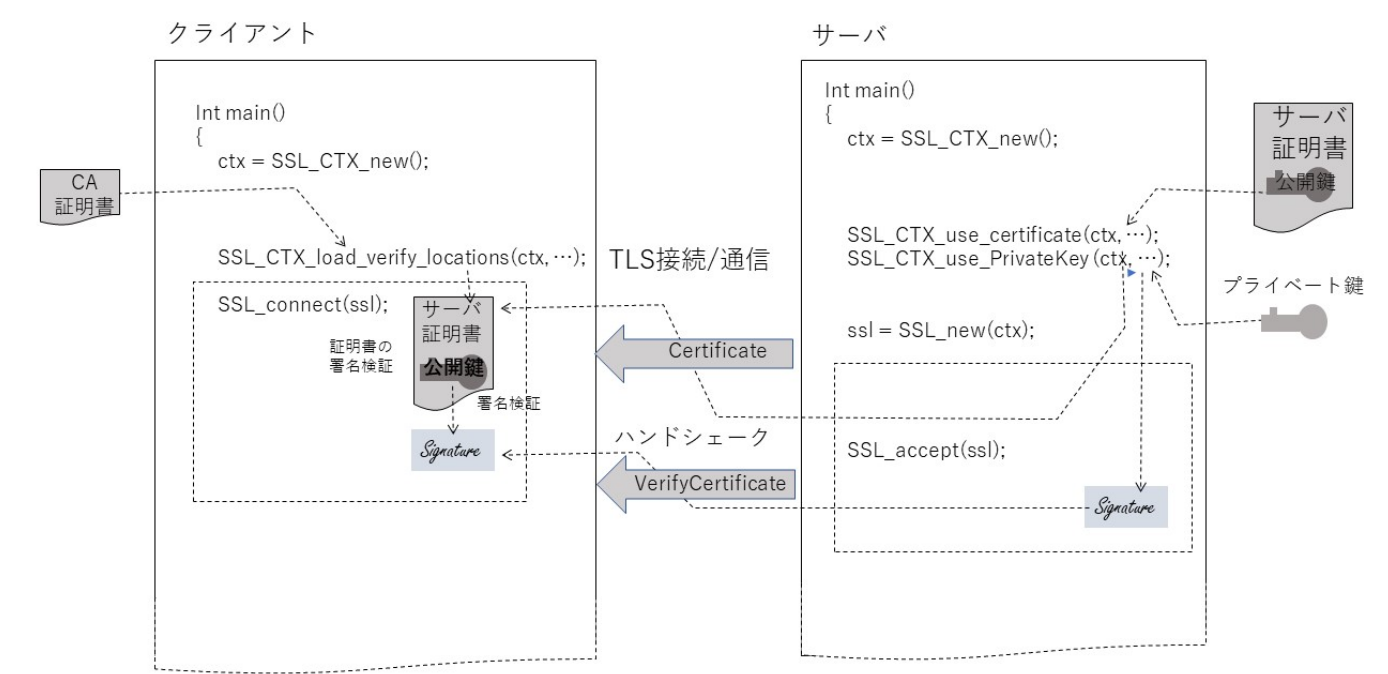 クライアント
Int main()
{
ctx = SSL_CTX_new();
CA
証明書
SSL_CTX_load_verify_locations(ctx, …);
SSL_connect(ssl);
サーバ
証明書
公開鍵
証明書の
署名検証
署名検証
Signature
TLS接続/通信
Certificate
ハンドシェーク
VerifyCertificate
サーバ
Int main()
{
ctx = SSL_CTX_new();
SSL_CTX_use_certificate(ctx, …);
SSL_CTX_use_PrivateKey (ctx, …);
ssl = SSL_new(ctx);
SSL_accept(ssl);
Signature
サーバ
証明書
公開鍵
プライベート鍵